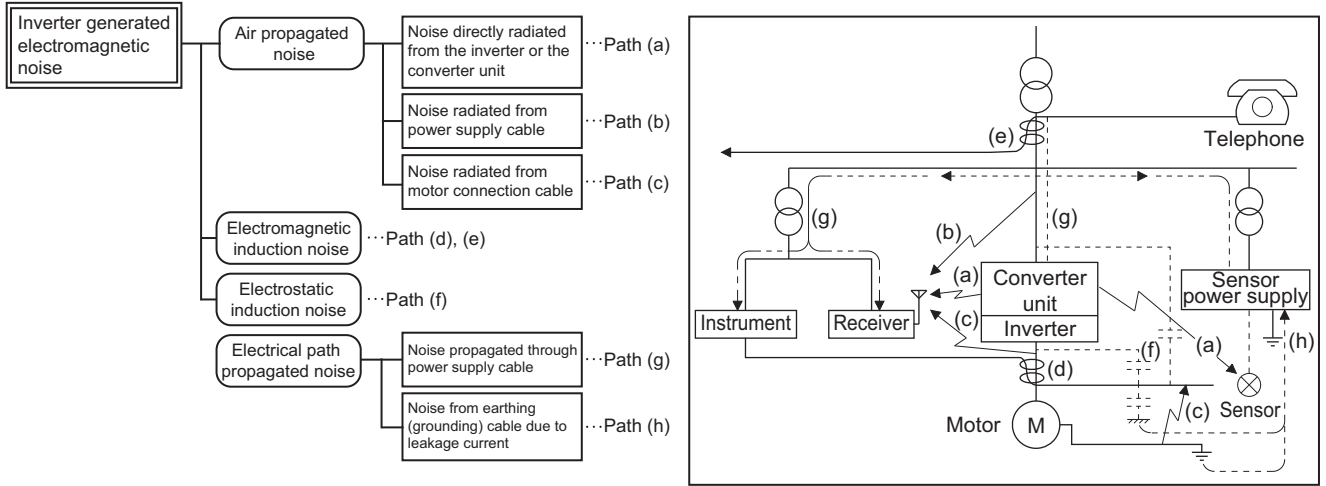 Inverter generated
electromagnetic
noise
Air propagated
noise
Noise directly radiated
from the inverter or the
converter unit
···Path (a)
Noise radiated from
power supply cable
···Path (b)
Noise radiated from
motor connection cable
···Path (c)
Electromagnetic
induction noise
···Path (d), (e)
Electrostatic
induction noise
···Path (f)
Electrical path
propagated noise
Noise propagated through
power supply cable
···Path (g)
Noise from earthing
(grounding) cable due to
leakage current
···Path (h)
(e)
Telephone
(g)
(b)
(g)
(a)
Converter
unit
Sensor
power supply
Instrument
Receiver
(c)
Inverter
(f)
(a)
(h)
(d)
(c)
Sensor
Motor
M